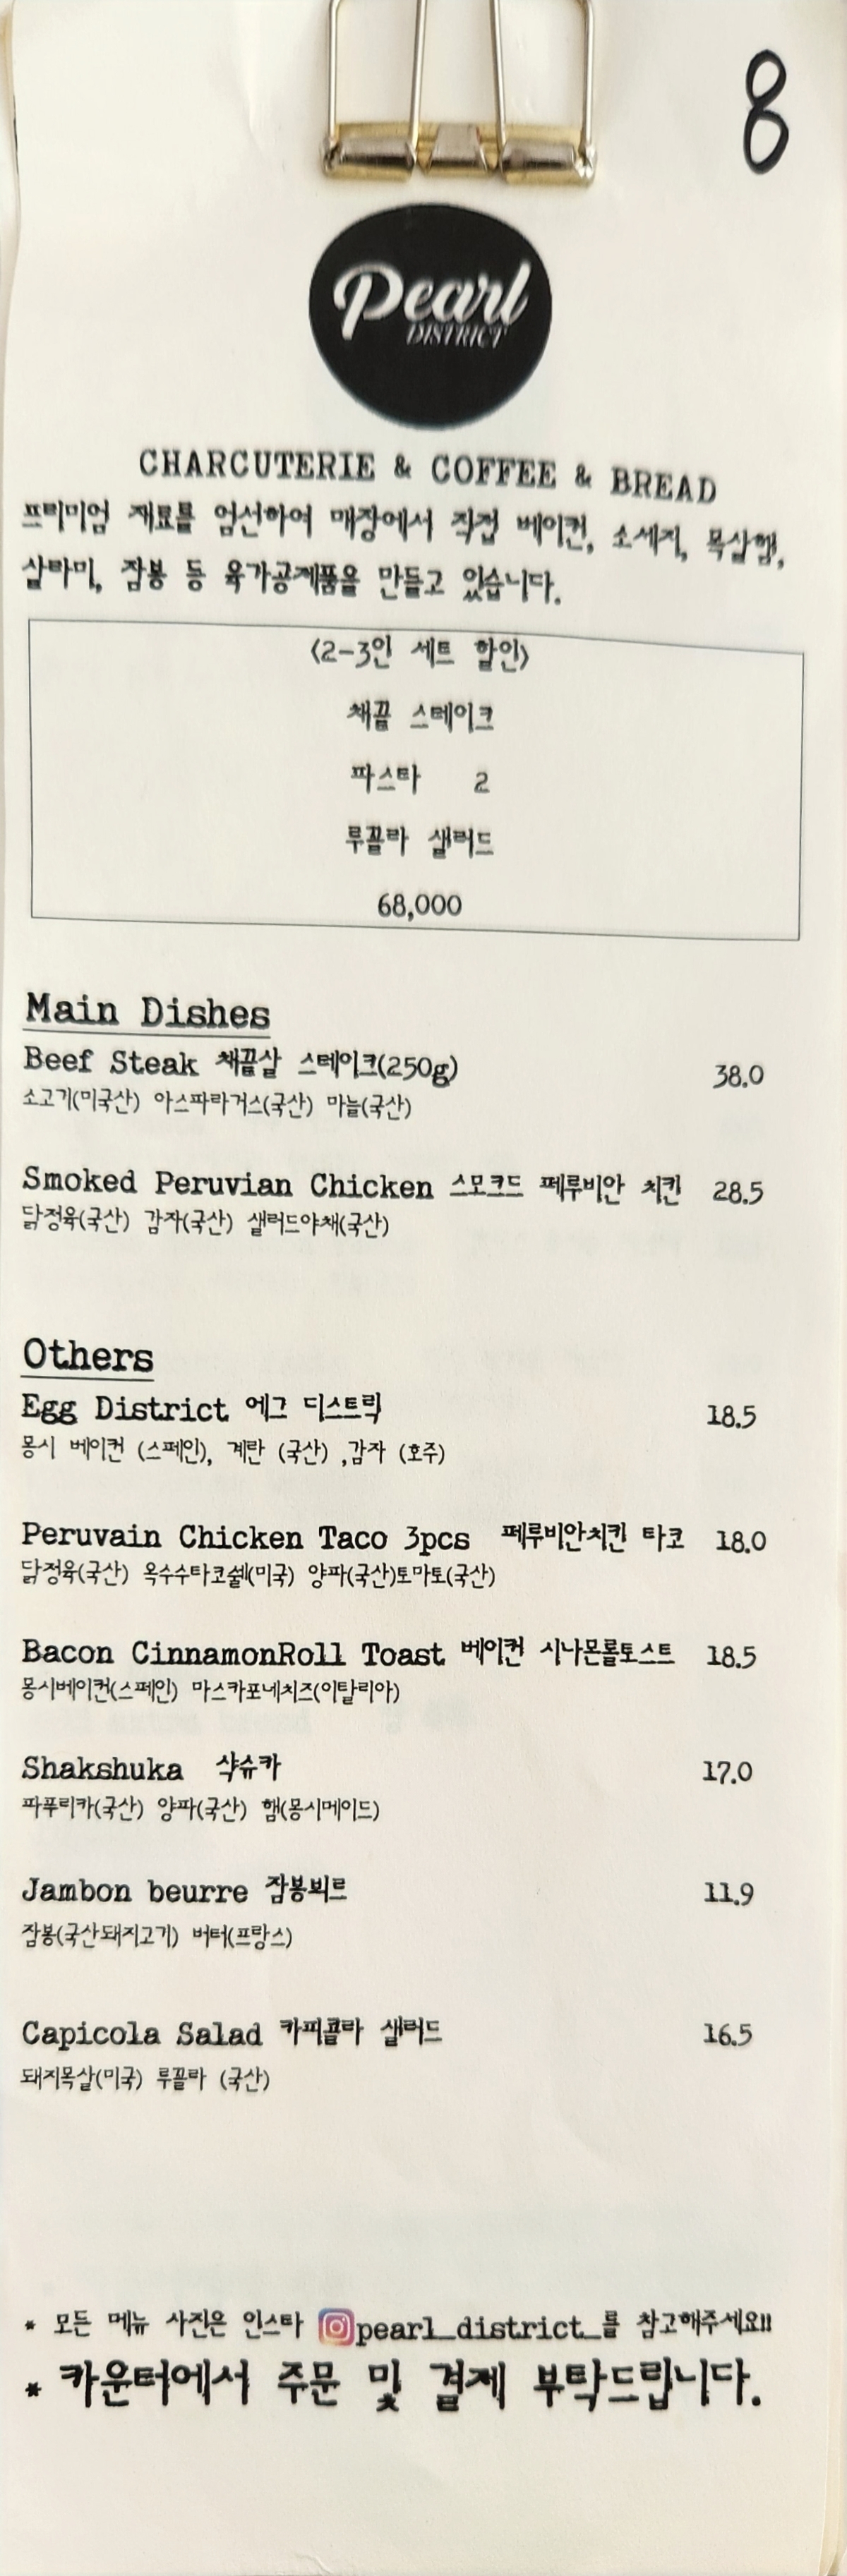 8
Pearl
DISTRICT
CHARCUTERIE & COFFEE & BREAD
프리미엄 재료를 엄선하여 매장에서 직접 베이컨, 소세지, 목살햄,
살라미, 잠봉 등 육가공제품을 만들고 있습니다.
<2-3인 세트 할인>
채끝 스테이크
파스타 2
루꼴라 샐러드
68,000
Main Dishes
Beef Steak 채끝살 스테이크(250g) 38.0
소고기(미국산) 아스파라거스(국산) 마늘(국산)
Smoked Peruvian Chicken 스모크드 페루비안 치킨 28.5
닭정육(국산) 감자(국산) 샐러드야채(국산)
Others
Egg District 에그 디스트릭 18.5
몽시 베이컨 (스페인), 계란 (국산) ,감자 (호주)
Peruvain Chicken Taco 3pcs 페루비안치킨 타코 18.0
닭정육(국산) 옥수수타코쉘(미국) 양파(국산)토마토(국산)
Bacon CinnamonRoll Toast 베이컨 시나몬롤토스트 18.5
몽시베이컨(스페인) 마스카포네치즈(이탈리아)
Shakshuka 샥슈카 17.0
파푸리카(국산) 양파(국산) 햄(몽시메이드)
Jambon beurre 잠봉뵈르 11.9
잠봉(국산돼지고기) 버터(프랑스)
Capicola Salad 카피콜라 샐러드 16.5
돼지목살(미국) 루꼴라 (국산)
* 모든 메뉴 사진은 인스타 pearl_district_를 참고해주세요!!
* 카운터에서 주문 및 결제 부탁드립니다.